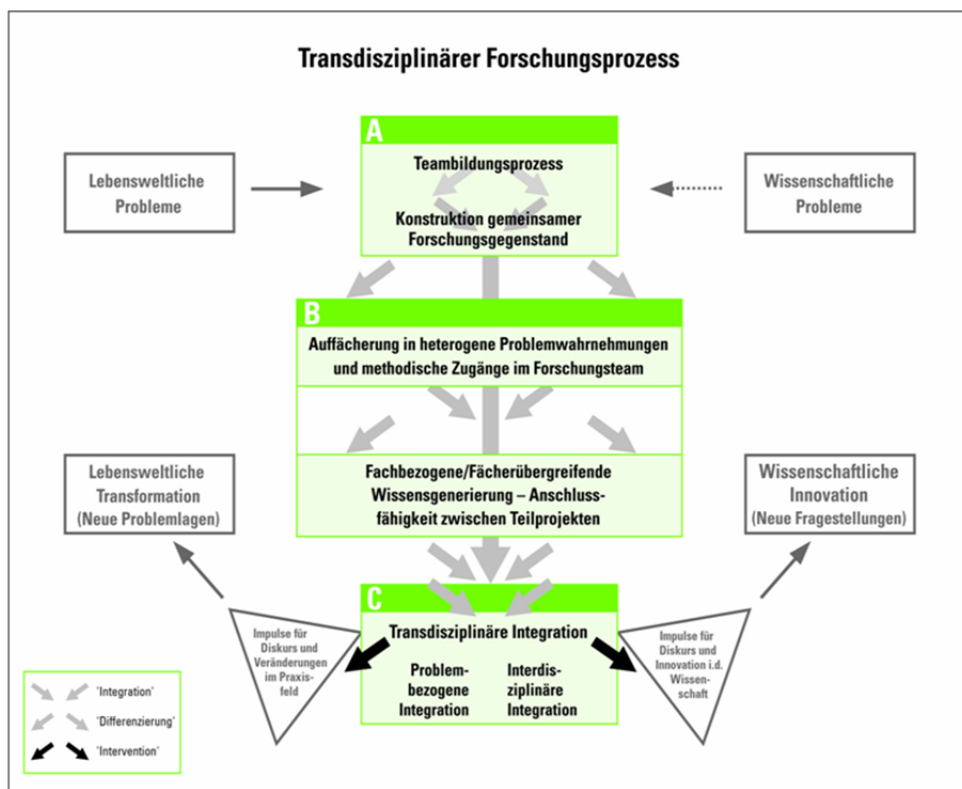 Transdisziplinärer Forschungsprozess
A
Teambildungsprozess
Konstruktion gemeinsamer
Forschungsgegenstand
Lebensweltliche
Probleme
Wissenschaftliche
Probleme
B
Auffächerung in heterogene Problemwahrnehmungen
und methodische Zugänge im Forschungsteam
Fachbezogene/Fächerübergreifende
Wissensgenerierung – Anschluss-
fähigkeit zwischen Teilprojekten
Lebensweltliche
Transformation
(Neue Problemlagen)
Wissenschaftliche
Innovation
(Neue Fragestellungen)
C
Transdisziplinäre Integration
Problem-
bezogene
Integration
Interdis-
ziplinäre
Integration
Impulse für
Diskurs und
Veränderungen
im Praxis-
feld
Impulse für
Diskurs und
Innovation i.d.
Wissen-
schaft
'Integration'
'Differenzierung'
'Intervention'